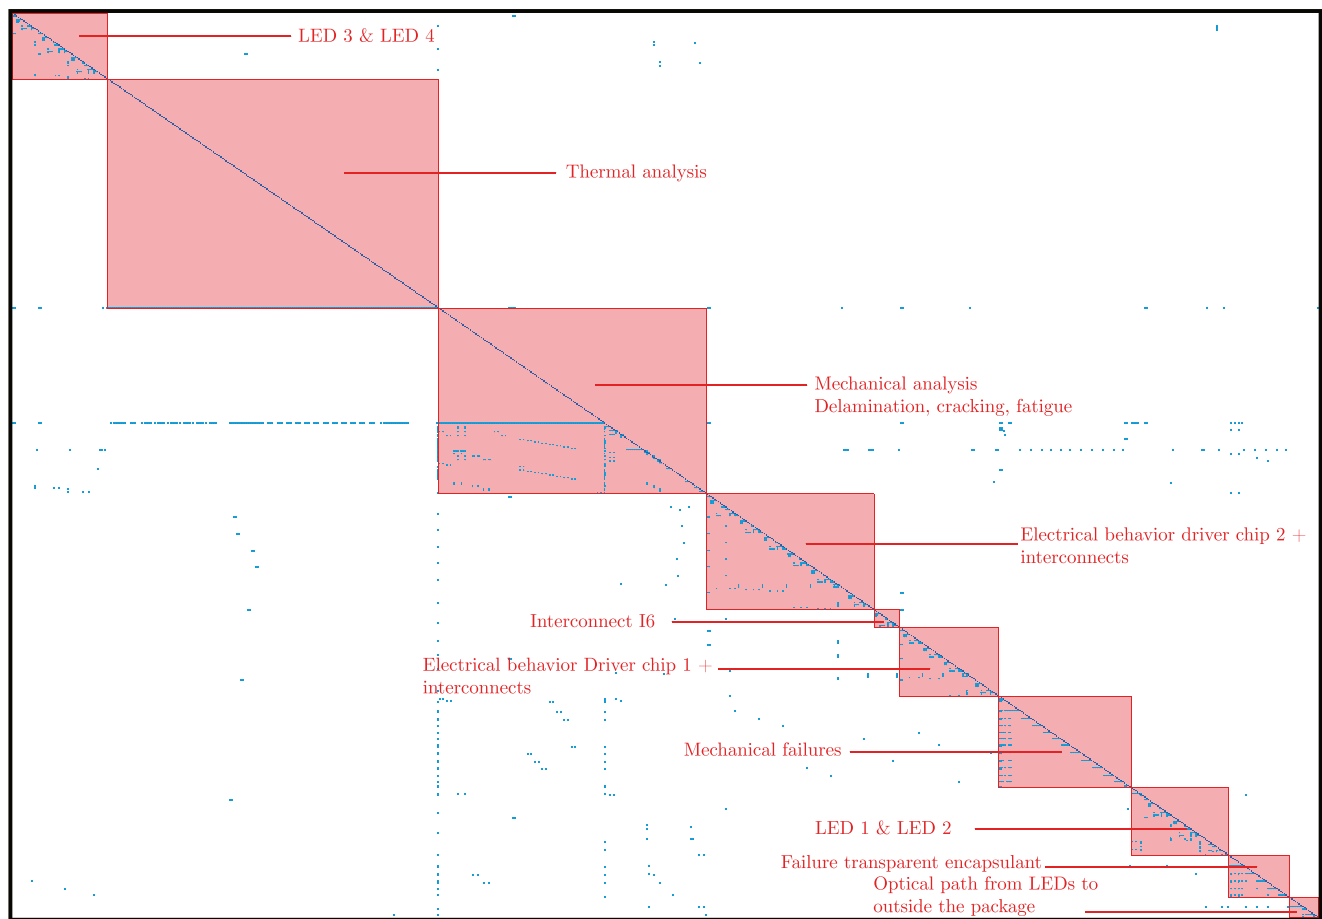 LED 3 & LED 4
Thermal analysis
Mechanical analysis
Delamination, cracking, fatigue
Electrical behavior driver chip 2 +
interconnects
Interconnect I6
Electrical behavior Driver chip 1 +
interconnects
Mechanical failures
LED 1 & LED 2
Failure transparent encapsulant
Optical path from LEDs to
outside the package